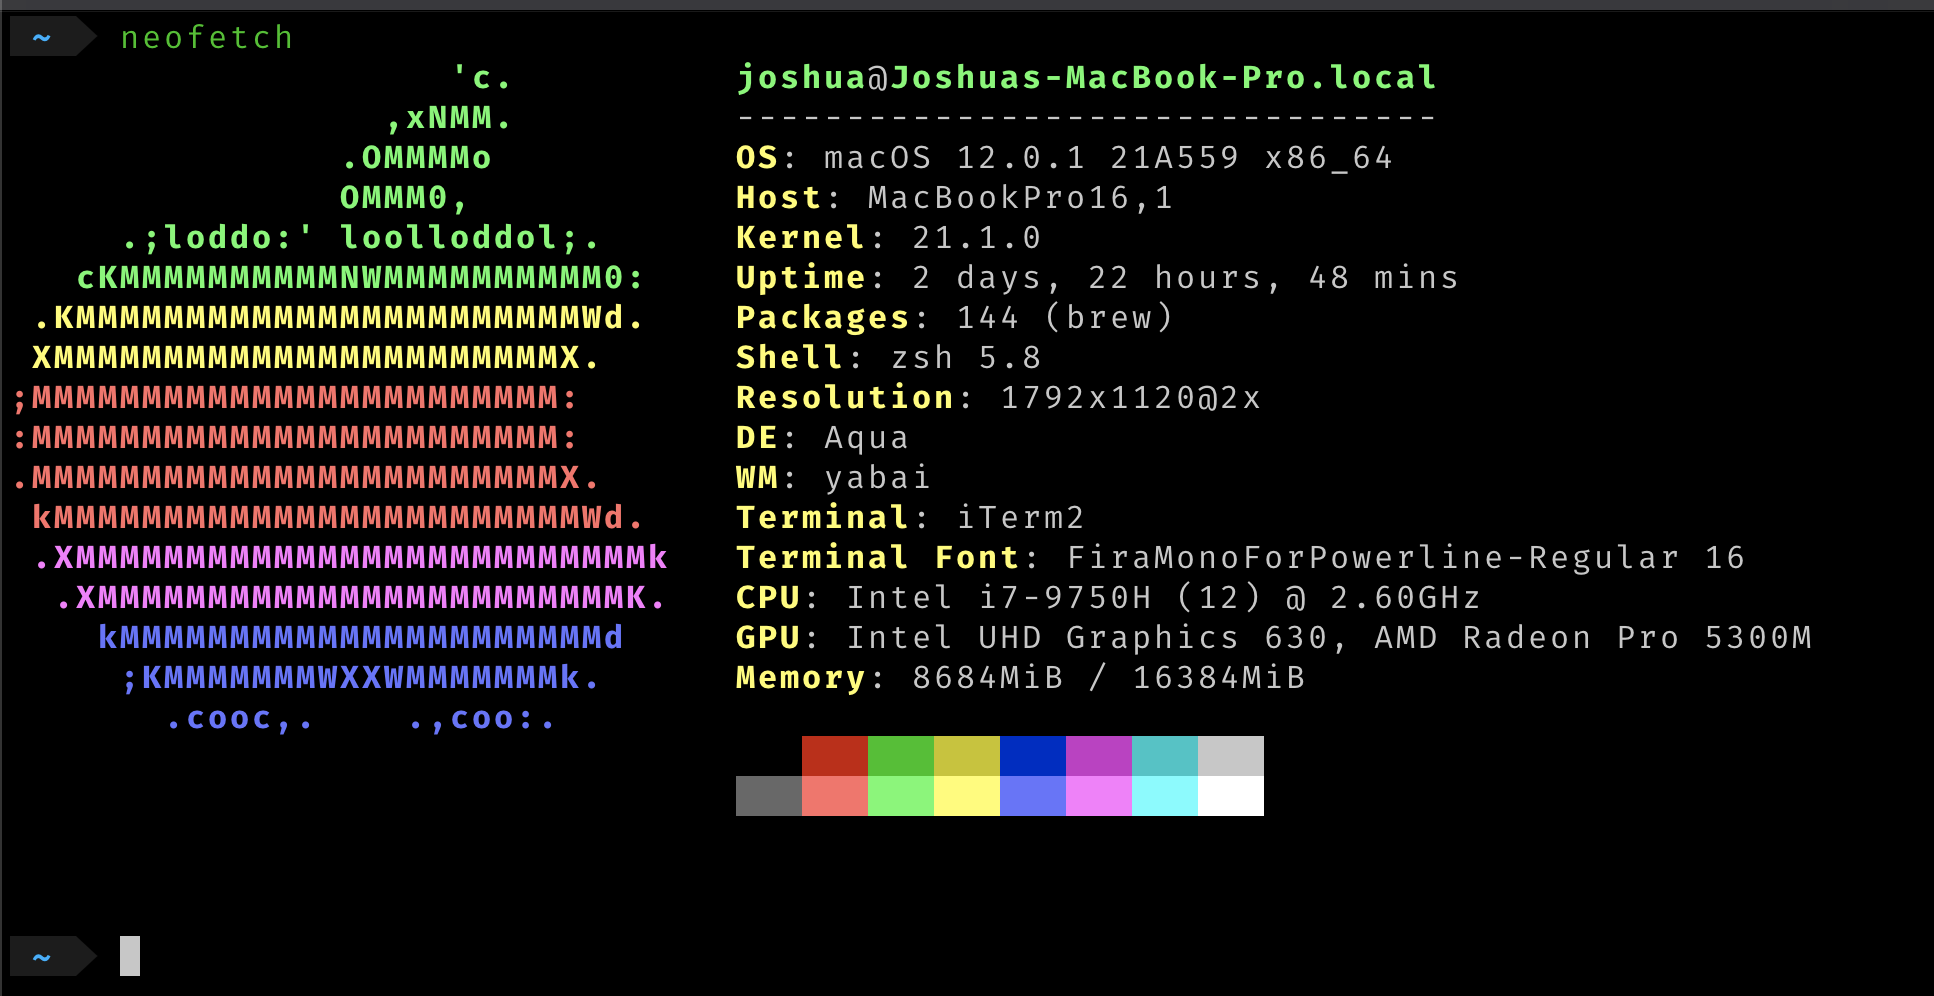 ~ neofetch
'c. joshua@Joshuas-MacBook-Pro.local
,xNMM. --------------------------------
.OMMMMo OS: macOS 12.0.1 21A559 x86_64
OMMM0, Host: MacBookPro16,1
.;loddo:' loolloddol;. Kernel: 21.1.0
cKMMMMMMMMMMNWMMMMMMMMMM0: Uptime: 2 days, 22 hours, 48 mins
.KMMMMMMMMMMMMMMMMMMMMMMMWd. Packages: 144 (brew)
XMMMMMMMMMMMMMMMMMMMMMMMX. Shell: zsh 5.8
;MMMMMMMMMMMMMMMMMMMMMMMM: Resolution: 1792x1120@2x
:MMMMMMMMMMMMMMMMMMMMMMMM: DE: Aqua
.MMMMMMMMMMMMMMMMMMMMMMMMX. WM: yabai
kMMMMMMMMMMMMMMMMMMMMMMMMWd. Terminal: iTerm2
.XMMMMMMMMMMMMMMMMMMMMMMMMMMk Terminal Font: FiraMonoForPowerline-Regular 16
.XMMMMMMMMMMMMMMMMMMMMMMMMK. CPU: Intel i7-9750H (12) @ 2.60GHz
kMMMMMMMMMMMMMMMMMMMMMMd GPU: Intel UHD Graphics 630, AMD Radeon Pro 5300M
;KMMMMMMMWXXWMMMMMMMk. Memory: 8684MiB / 16384MiB
.cooc,. .,coo:.
~